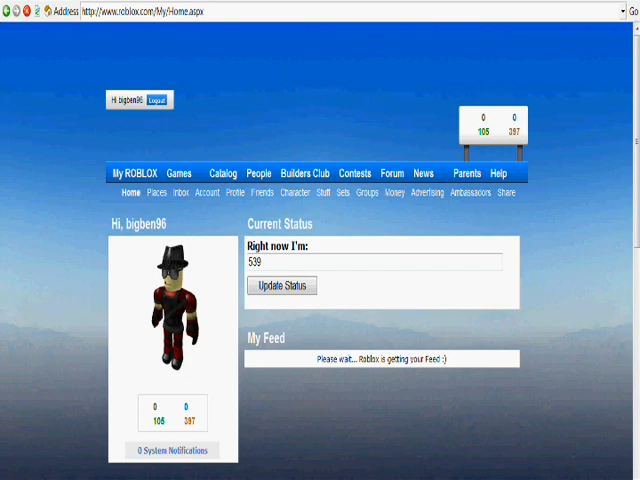 Address http://www.roblox.com/My/Home.aspx Go
Hi bigben96 Logout
0 0
105 397
My ROBLOX Games Catalog People Builders Club Contests Forum News Parents Help
Home Places Inbox Account Profile Friends Character Stuff Sets Groups Money Advertising Ambassadors Share
Hi, bigben96
Current Status
Right now I'm:
539
Update Status
My Feed
Please wait... Roblox is getting your Feed :)
0 0
105 397
0 System Notifications